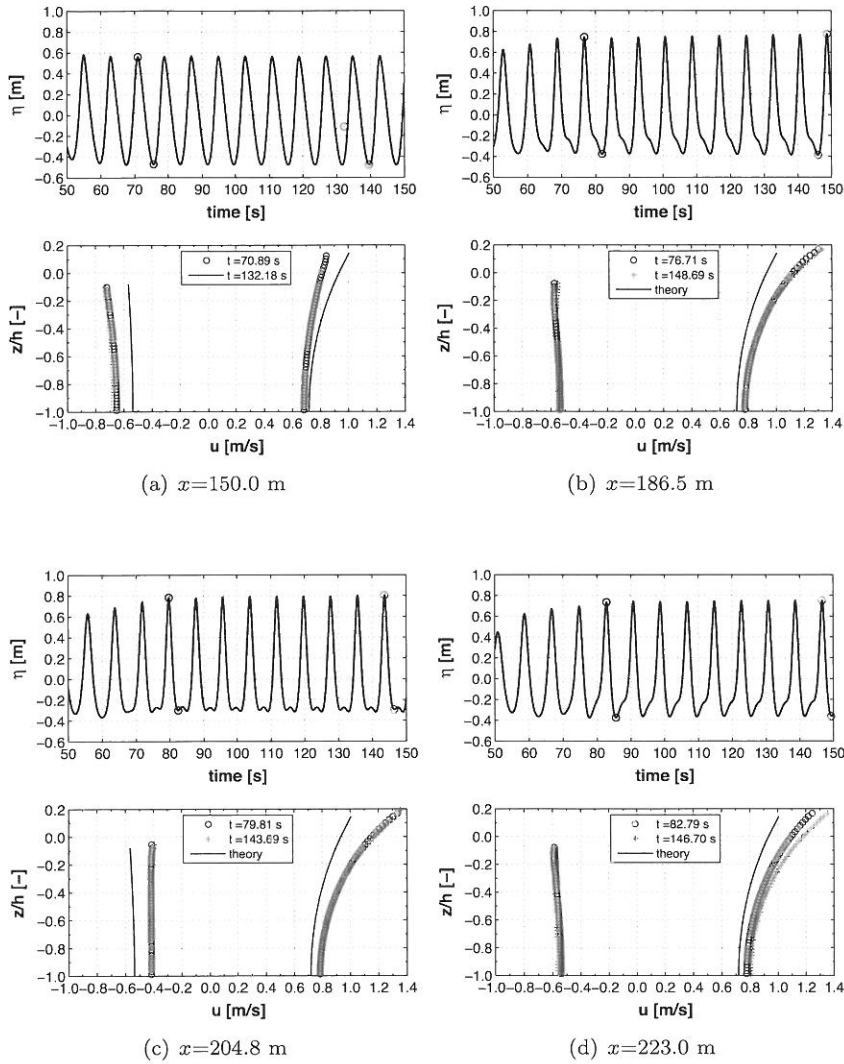 η [m]
1.0
0.8
0.6
0.4
0.2
0.0
−0.2
−0.4
−0.6
50 60 70 80 90 100 110 120 130 140 150
time [s]
z/h [−]
0.2
0.0
−0.2
−0.4
−0.6
−0.8
−1.0
t =70.89 s
t =132.18 s
−1.0−0.8−0.6−0.4−0.2 0.0 0.2 0.4 0.6 0.8 1.0 1.2 1.4
u [m/s]
(a) x=150.0 m
η [m]
1.0
0.8
0.6
0.4
0.2
0.0
−0.2
−0.4
−0.6
50 60 70 80 90 100 110 120 130 140 150
time [s]
z/h [−]
0.2
0.0
−0.2
−0.4
−0.6
−0.8
−1.0
t =76.71 s
t =148.69 s
theory
−1.0−0.8−0.6−0.4−0.2 0.0 0.2 0.4 0.6 0.8 1.0 1.2 1.4
u [m/s]
(b) x=186.5 m
η [m]
1.0
0.8
0.6
0.4
0.2
0.0
−0.2
−0.4
−0.6
50 60 70 80 90 100 110 120 130 140 150
time [s]
z/h [−]
0.2
0.0
−0.2
−0.4
−0.6
−0.8
−1.0
t =79.81 s
t =143.69 s
theory
−1.0−0.8−0.6−0.4−0.2 0.0 0.2 0.4 0.6 0.8 1.0 1.2 1.4
u [m/s]
(c) x=204.8 m
η [m]
1.0
0.8
0.6
0.4
0.2
0.0
−0.2
−0.4
−0.6
50 60 70 80 90 100 110 120 130 140 150
time [s]
z/h [−]
0.2
0.0
−0.2
−0.4
−0.6
−0.8
−1.0
t =82.79 s
t =146.70 s
theory
−1.0−0.8−0.6−0.4−0.2 0.0 0.2 0.4 0.6 0.8 1.0 1.2 1.4
u [m/s]
(d) x=223.0 m